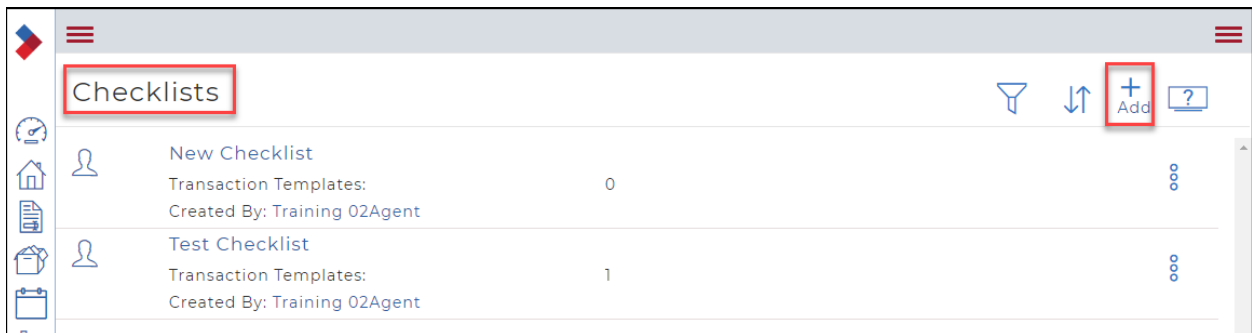 Checklists
Add
?
New Checklist
Transaction Templates: 0
Created By: Training 02Agent
Test Checklist
Transaction Templates: 1
Created By: Training 02Agent